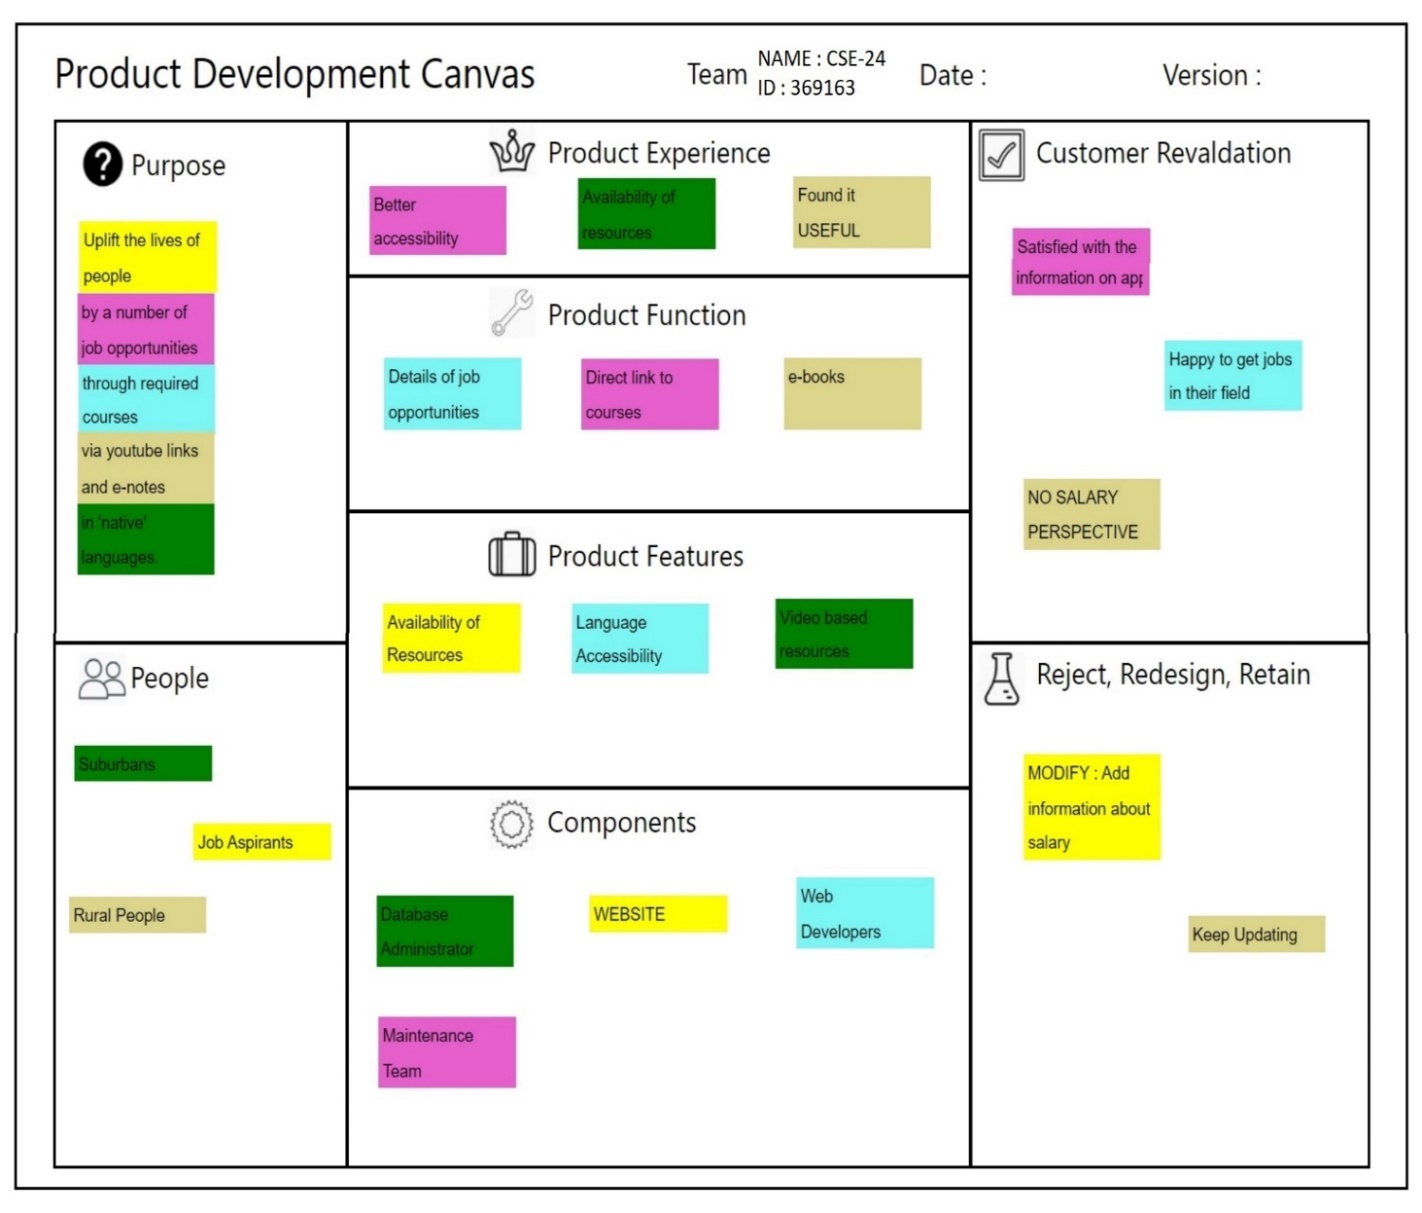 Product Development Canvas
Team
NAME : CSE-24
ID : 369163
Date :
Version :
? Purpose
Uplift the lives of
people
by a number of
job opportunities
through required
courses
via youtube links
and e-notes
in 'native'
languages.
People
Suburbans
Job Aspirants
Rural People
Product Experience
Better
accessibility
Availability of
resources
Found it
USEFUL
Product Function
Details of job
opportunities
Direct link to
courses
e-books
Product Features
Availability of
Resources
Language
Accessibility
Video based
resources
Components
Database
Administrator
WEBSITE
Web
Developers
Maintenance
Team
Customer Revaldation
Satisfied with the
information on app
Happy to get jobs
in their field
NO SALARY
PERSPECTIVE
Reject, Redesign, Retain
MODIFY : Add
information about
salary
Keep Updating